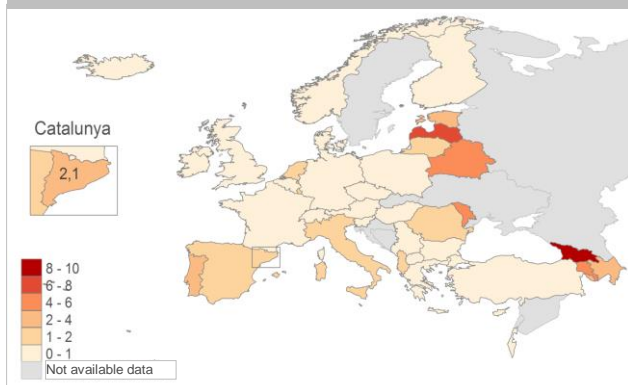 Catalunya
2,1
8 - 10
6 - 8
4 - 6
2 - 4
1 - 2
0 - 1
Not available data